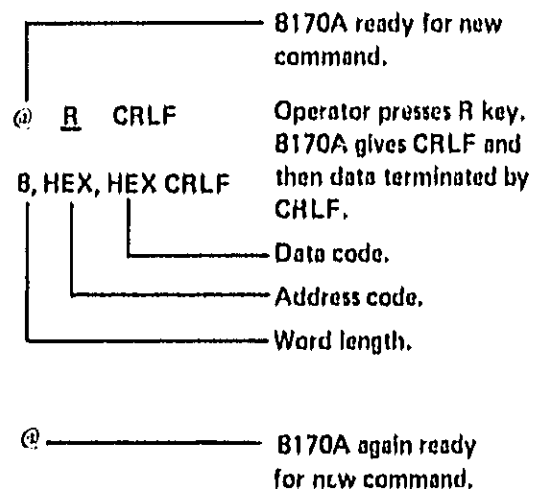 8170A ready for new
command.
@ R CRLF
Operator presses R key.
8170A gives CRLF and
then data terminated by
CRLF.
8, HEX, HEX CRLF
Data code.
Address code.
Word length.
@
8170A again ready
for new command.